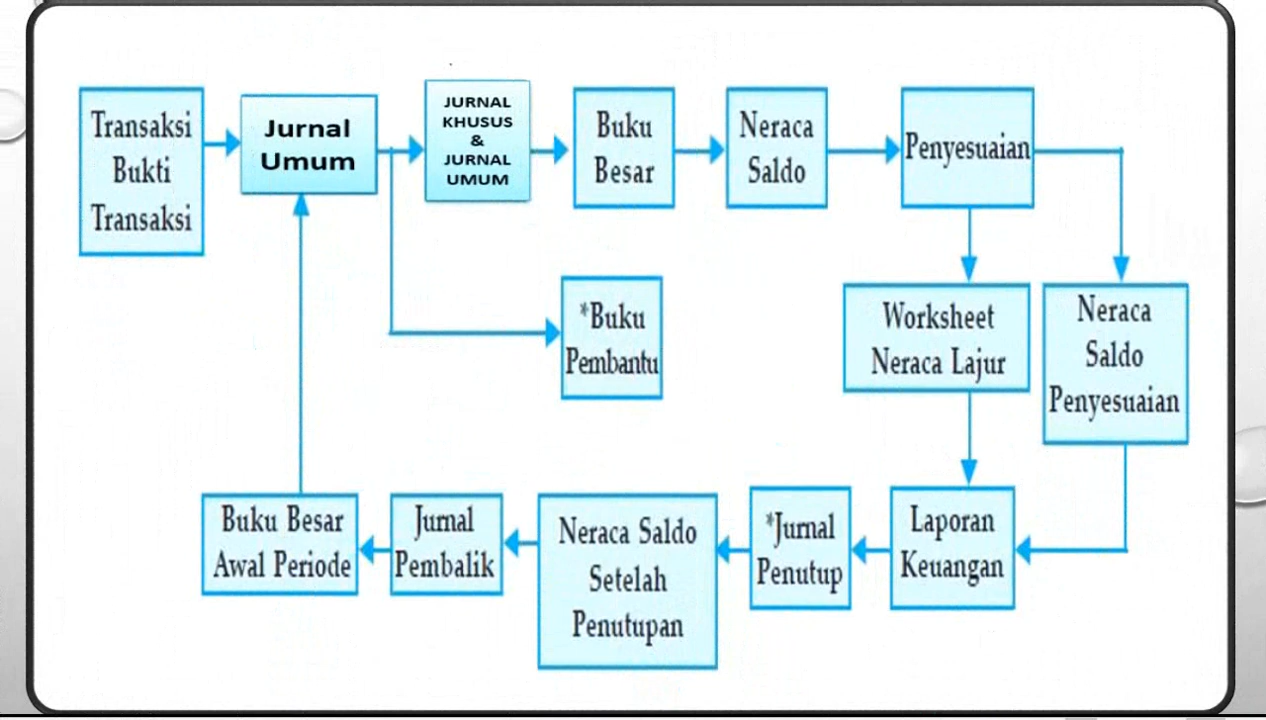 Transaksi
Bukti
Transaksi
Jurnal
Umum
JURNAL
KHUSUS
&
JURNAL
UMUM
Buku
Besar
Neraca
Saldo
Penyesuaian
*Buku
Pembantu
Worksheet
Neraca Lajur
Neraca
Saldo
Penyesuaian
Buku Besar
Awal Periode
Jurnal
Pembalik
Neraca Saldo
Setelah
Penutupan
*Jurnal
Penutup
Laporan
Keuangan